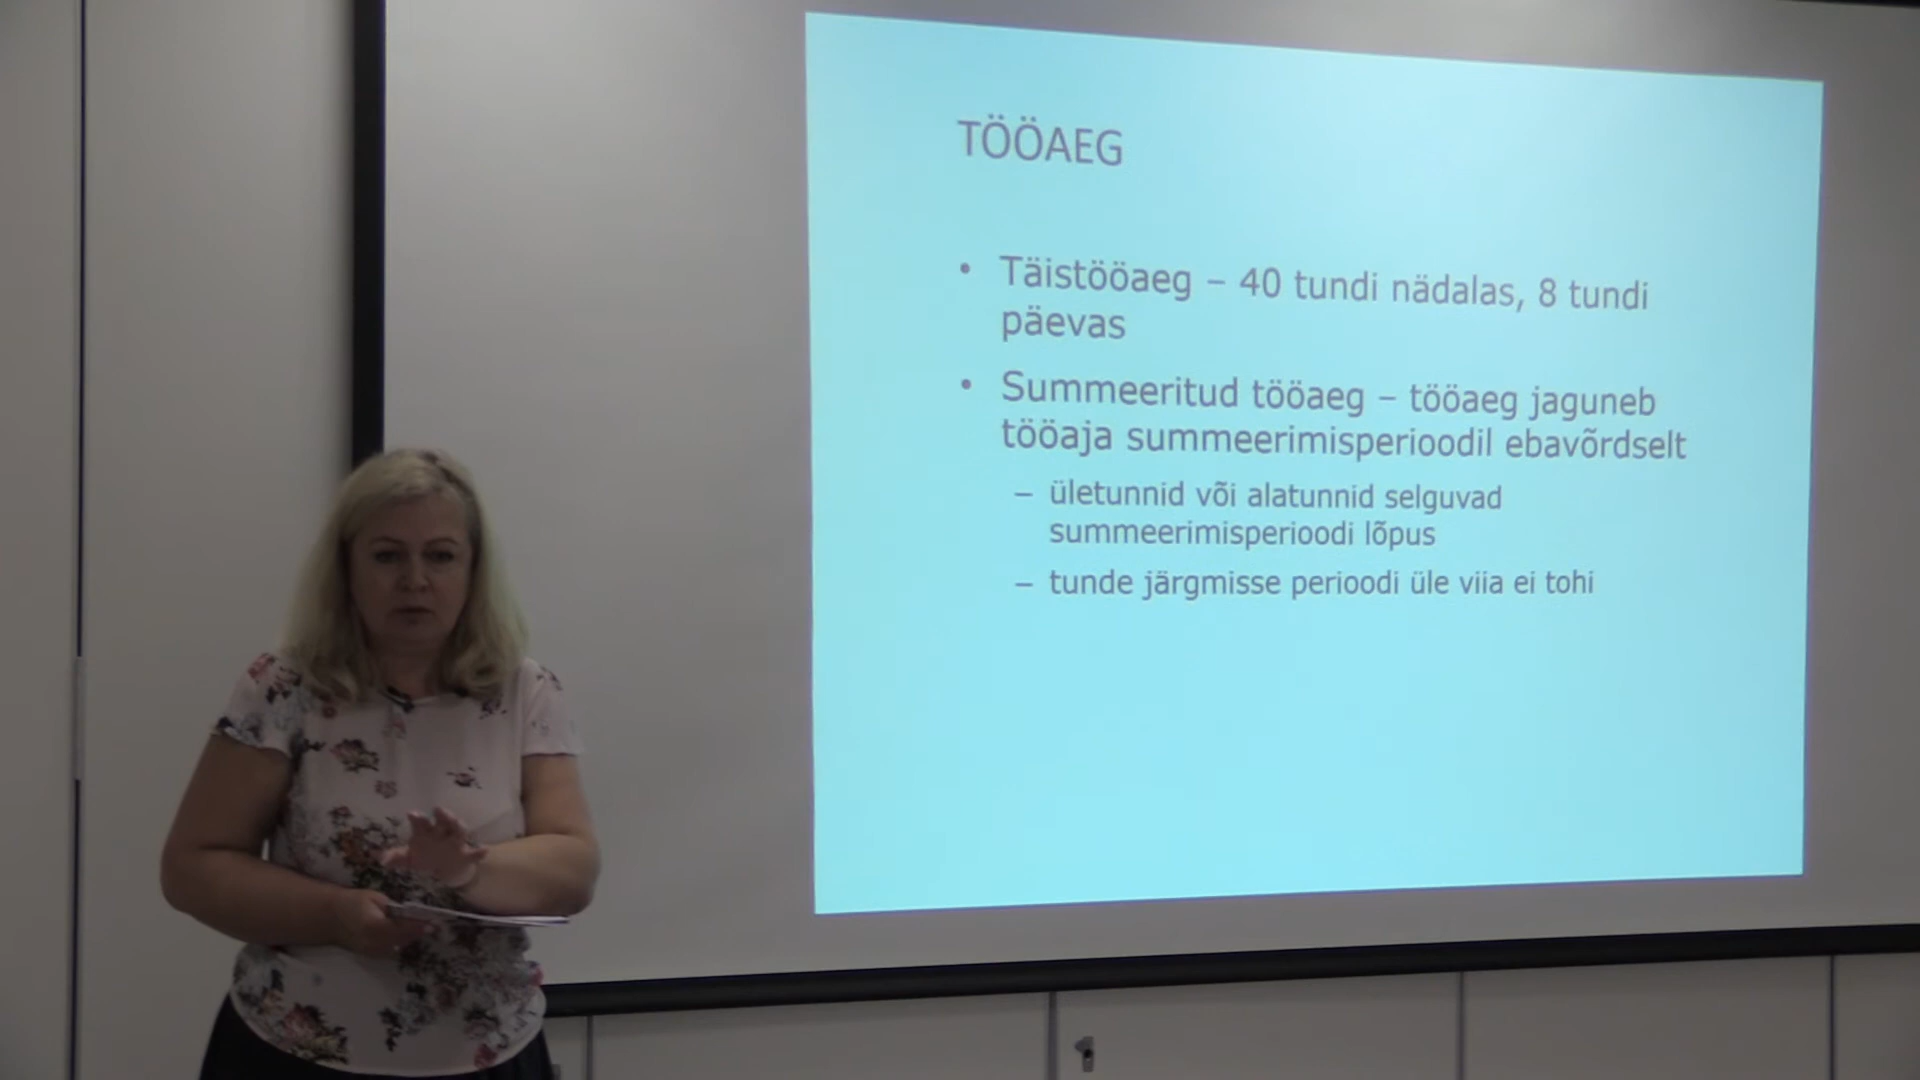 TÖÖAEG
• Täistööaeg – 40 tundi nädalas, 8 tundi
päevas
• Summeeritud tööaeg – tööaeg jaguneb
tööaja summeerimisperioodil ebavõrdselt
– ületunnid või alatunnid selguvad
summeerimisperioodi lõpus
– tunde järgmisse perioodi üle viia ei tohi